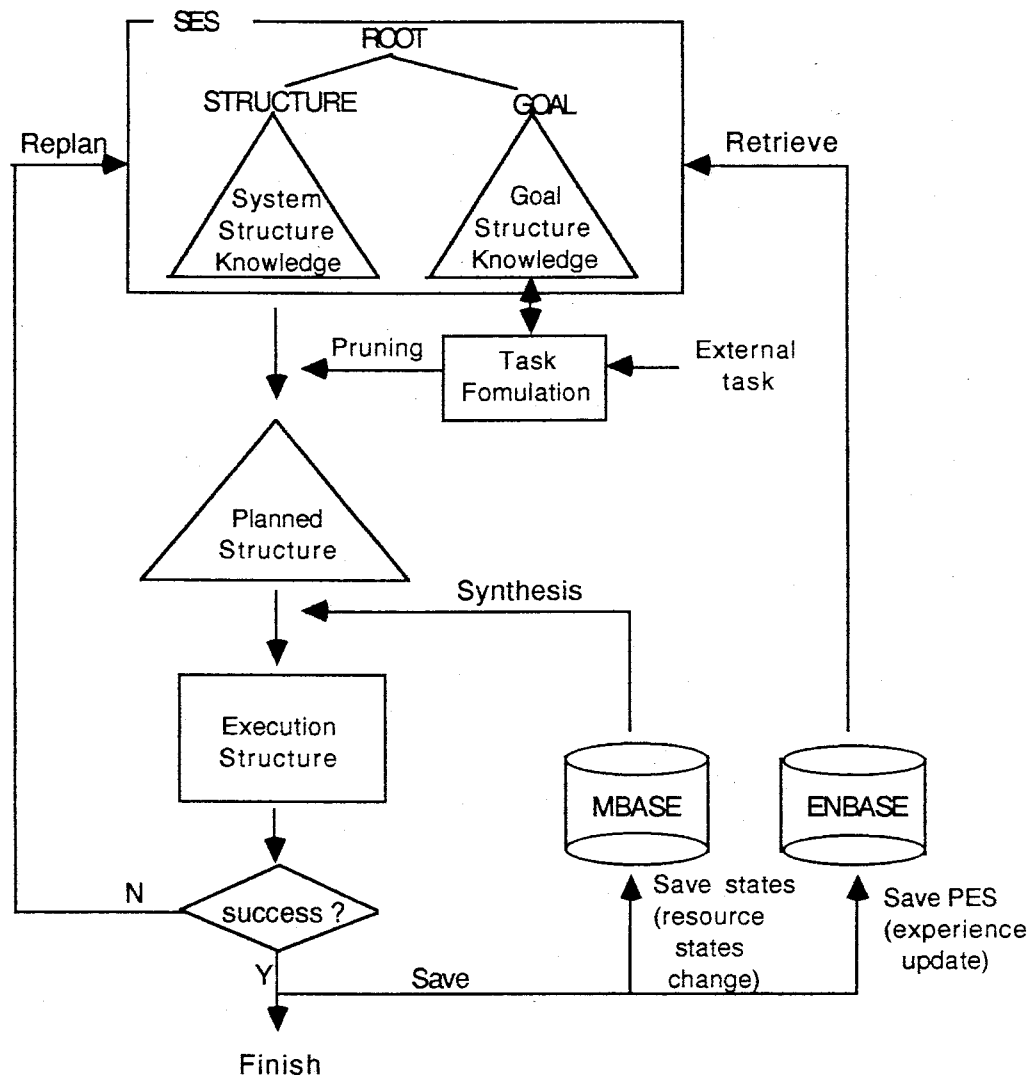 SES
ROOT
STRUCTURE
GOAL
Replan
Retrieve
System
Structure
Knowledge
Goal
Structure
Knowledge
Pruning
Task
Fomulation
External
task
Planned
Structure
Synthesis
Execution
Structure
MBASE
ENBASE
N
success ?
Save states
(resource
states
change)
Save PES
(experience
update)
Y
Save
Finish